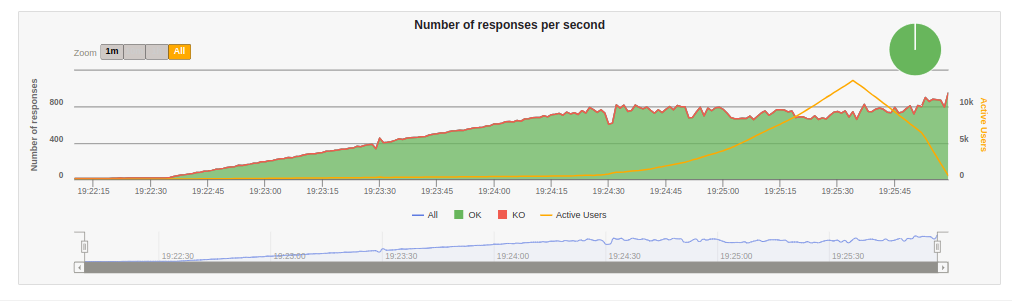 Number of responses per second
Zoom 1m All
Number of responses
800
400
0
10k
5k
0
Active Users
19:22:15 19:22:30 19:22:45 19:23:00 19:23:15 19:23:30 19:23:45 19:24:00 19:24:15 19:24:30 19:24:45 19:25:00 19:25:15 19:25:30 19:25:45
All OK KO Active Users
19:22:30 19:23:00 19:23:30 19:24:00 19:24:30 19:25:00 19:25:30